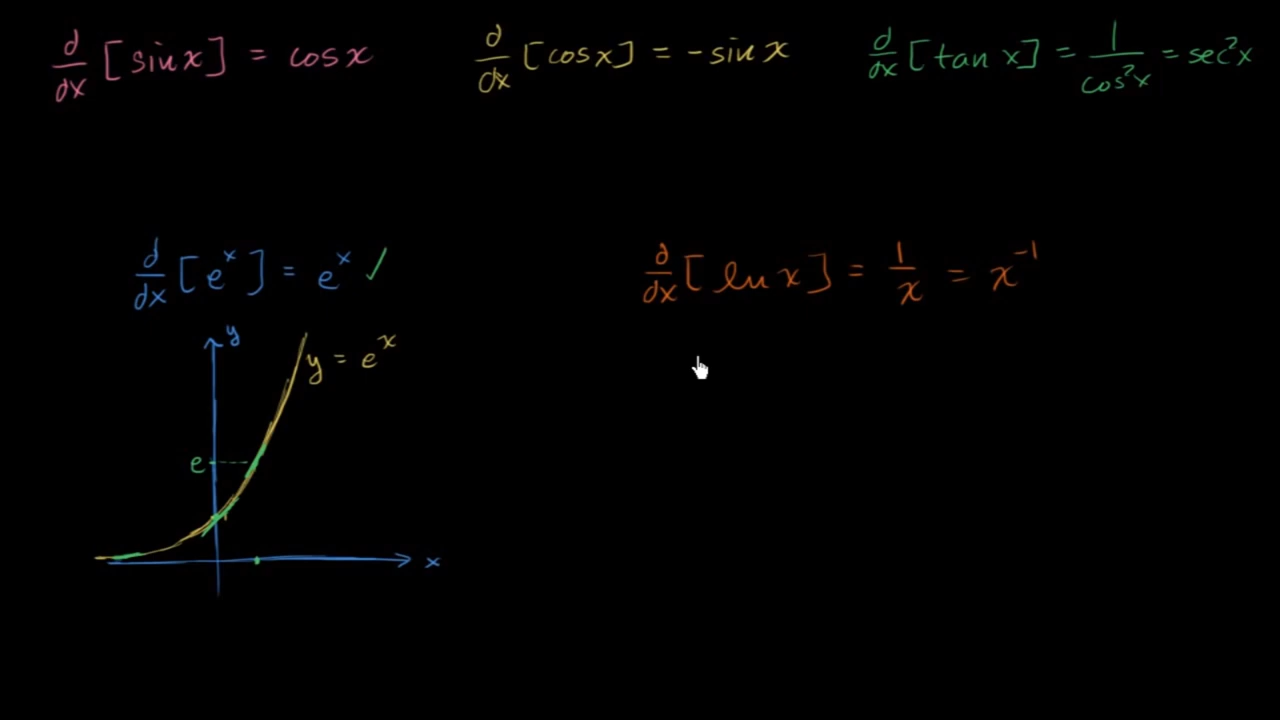 d/dx [sin x] = cos x
d/dx [cos x] = -sin x
d/dx [tan x] = 1/cos²x = sec²x
d/dx [eˣ] = eˣ ✓
d/dx [ln x] = 1/x = x⁻¹
y
y = eˣ
e
x